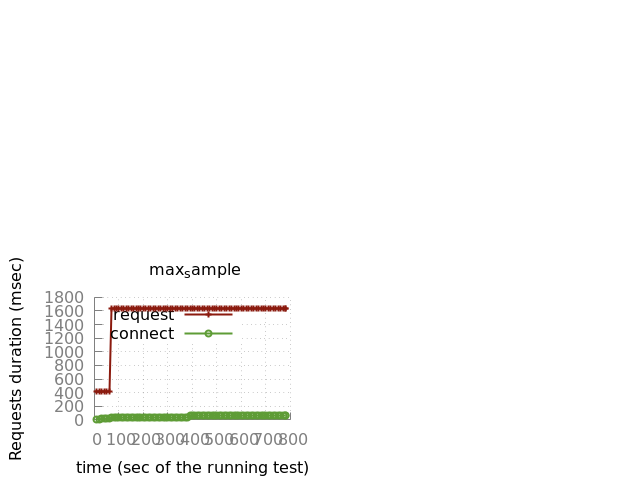 maxsample
Requests duration (msec)
1800
1600
1400
1200
1000
800
600
400
200
0
request
connect
0 100 200 300 400 500 600 700 800
time (sec of the running test)